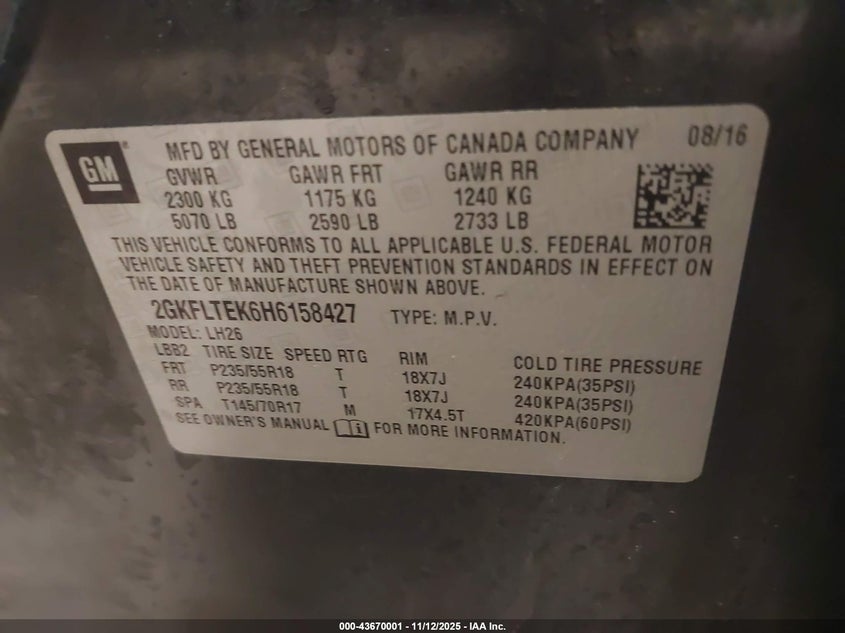 GM
MFD BY GENERAL MOTORS OF CANADA COMPANY 08/16
GVWR GAWR FRT GAWR RR
2300 KG 1175 KG 1240 KG
5070 LB 2590 LB 2733 LB
THIS VEHICLE CONFORMS TO ALL APPLICABLE U.S. FEDERAL MOTOR
VEHICLE SAFETY AND THEFT PREVENTION STANDARDS IN EFFECT ON
THE DATE OF MANUFACTURE SHOWN ABOVE.
2GKFLTEK6H6158427 TYPE: M.P.V.
MODEL: LH26
LBB2 TIRE SIZE SPEED RTG RIM COLD TIRE PRESSURE
FRT P235/55R18 T 18X7J 240KPA(35PSI)
RR P235/55R18 T 18X7J 240KPA(35PSI)
SPA T145/70R17 M 17X4.5T 420KPA(60PSI)
SEE OWNER'S MANUAL FOR MORE INFORMATION.
000-43670001 - 11/12/2025 - IAA Inc.